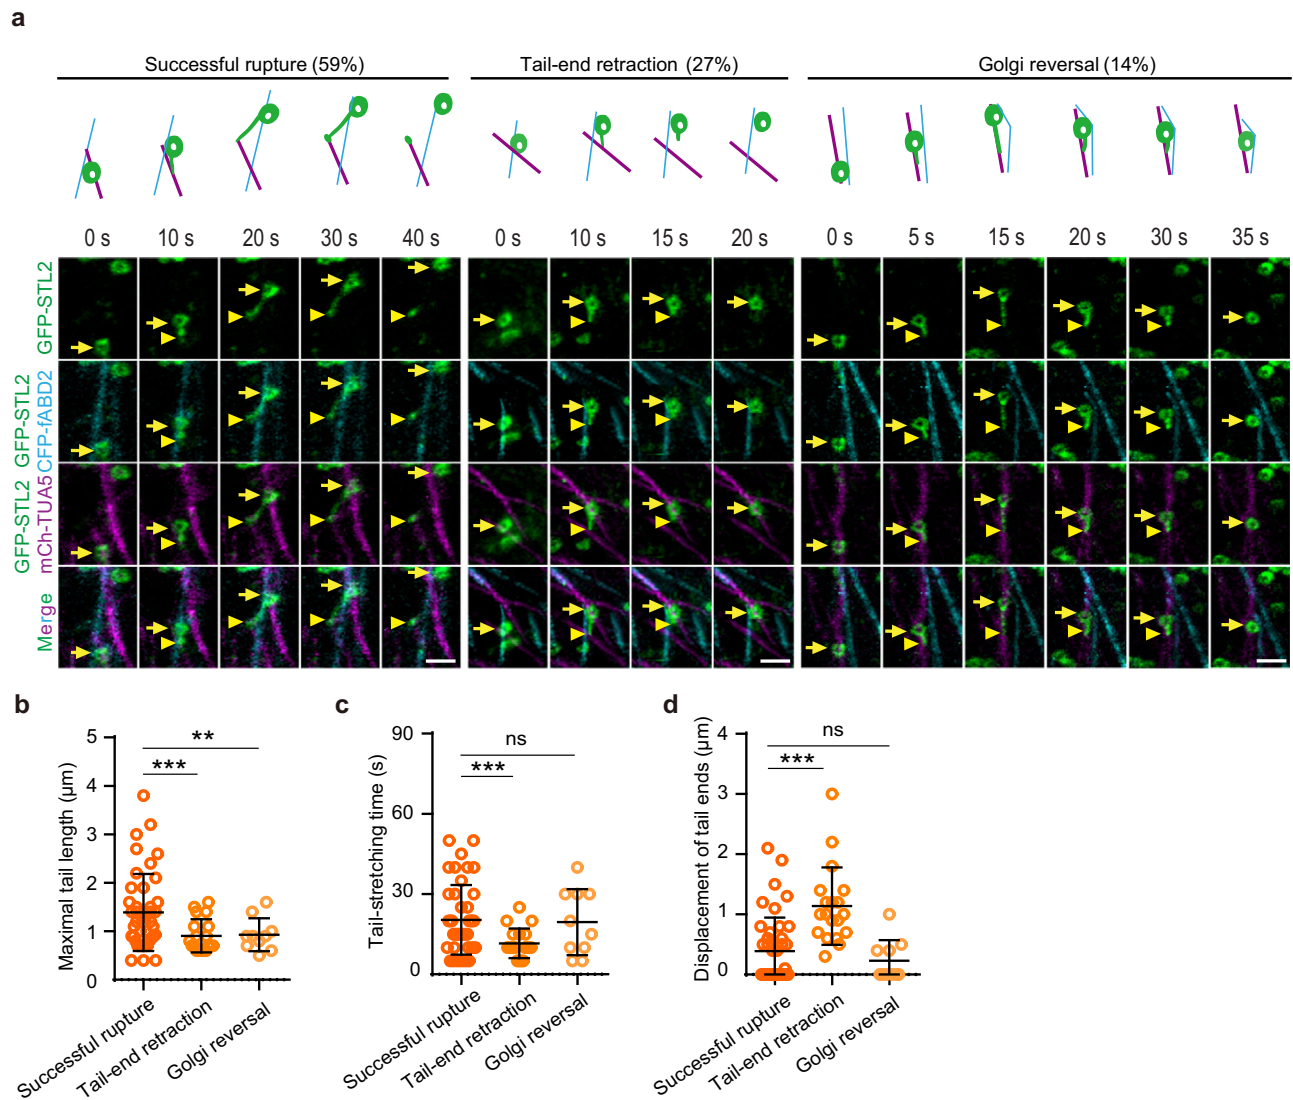 a
Successful rupture (59%)
Tail-end retraction (27%)
Golgi reversal (14%)
0 s 10 s 20 s 30 s 40 s 0 s 10 s 15 s 20 s 0 s 5 s 15 s 20 s 30 s 35 s
GFP-STL2
GFP-STL2
CFP-fABD2
GFP-STL2
mCh-TUA5
Merge
b
Maximal tail length (μm)
5
4
3
2
1
0
**
***
Successful rupture
Tail-end retraction
Golgi reversal
c
Tail-stretching time (s)
90
60
30
0
ns
***
Successful rupture
Tail-end retraction
Golgi reversal
d
Displacement of tail ends (μm)
4
3
2
1
0
ns
***
Successful rupture
Tail-end retraction
Golgi reversal